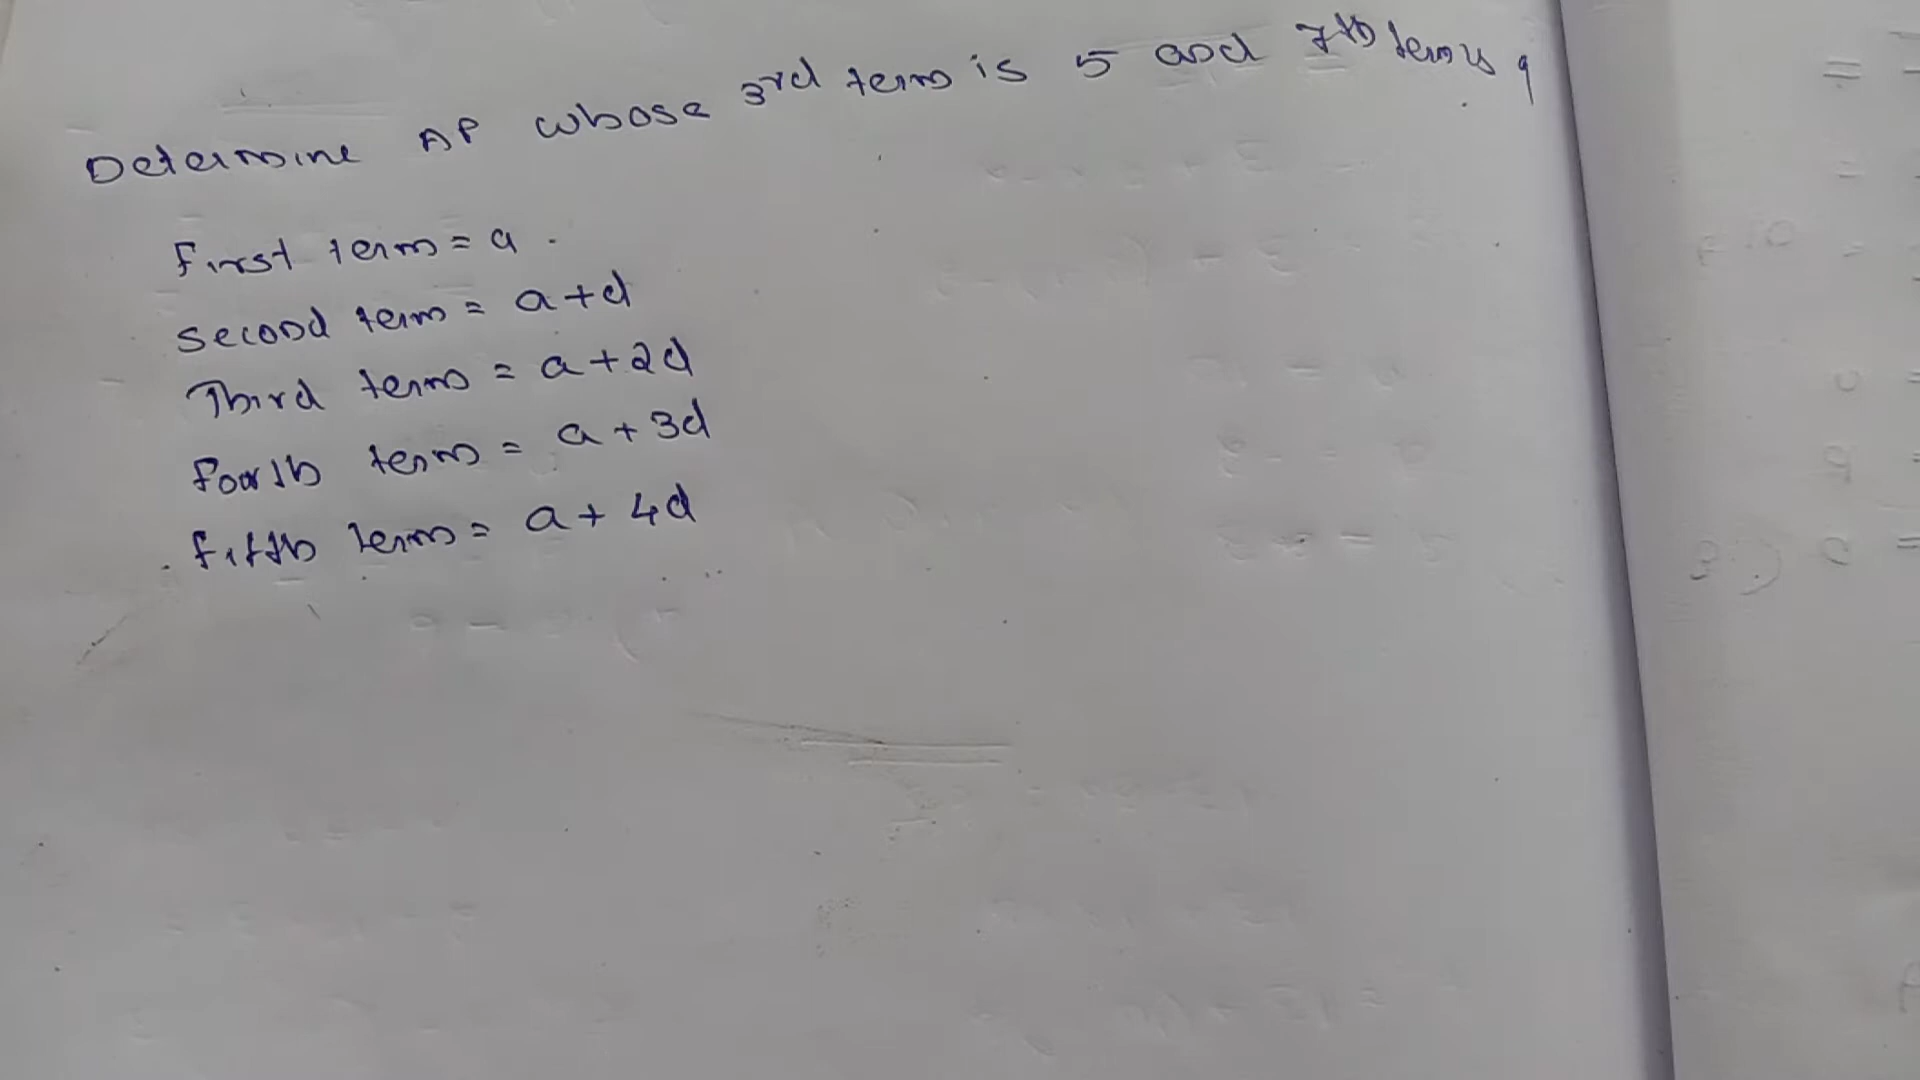 Determine AP whose 3rd term is 5 and 7th term is 9
First term = a.
Second term = a+d
Third term = a+2d
Fourth term = a+3d
Fifth term = a+4d